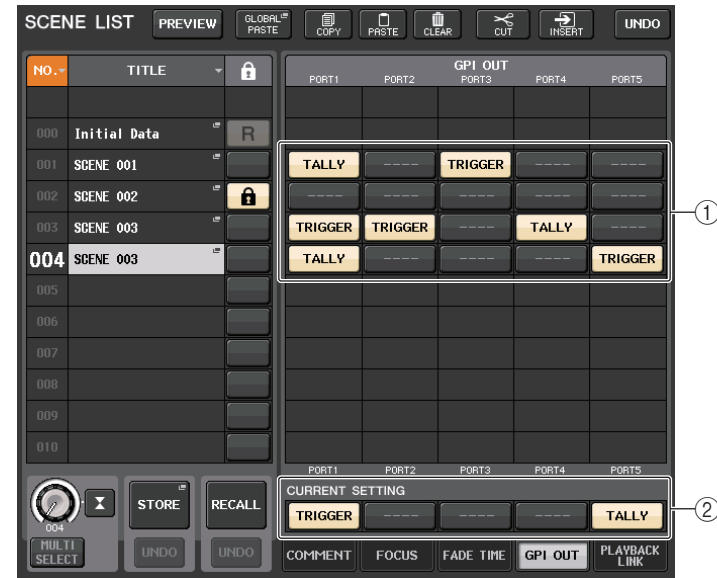 SCENE LIST PREVIEW GLOBAL PASTE COPY PASTE CLEAR CUT INSERT UNDO
NO. TITLE GPI OUT
PORT1 PORT2 PORT3 PORT4 PORT5
000 Initial Data R
001 SCENE 001 TALLY ---- TRIGGER ---- ----
002 SCENE 002 ---- ---- ---- ---- ----
003 SCENE 003 TRIGGER TRIGGER ---- TALLY ----
004 SCENE 003 TALLY ---- ---- ---- TRIGGER
005
006
007
008
009
010
PORT1 PORT2 PORT3 PORT4 PORT5
CURRENT SETTING
TRIGGER ---- ---- ---- TALLY
STORE RECALL
004
MULTI SELECT UNDO UNDO COMMENT FOCUS FADE TIME GPI OUT PLAYBACK LINK
①
②